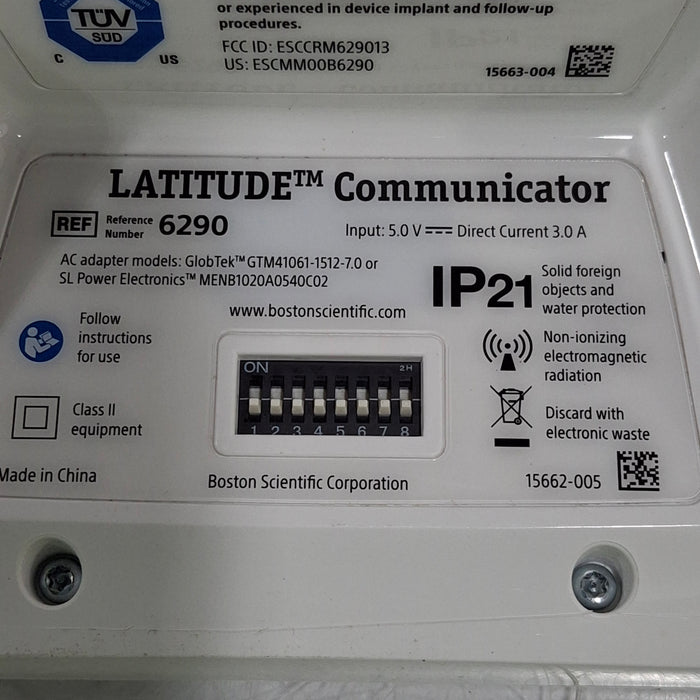 or experienced in device implant and follow-up
procedures.
TÜV
SÜD
C US
FCC ID: ESCCRM629013
US: ESCMM00B6290
15663-004
LATITUDE™ Communicator
REF Reference Number 6290
Input: 5.0 V ⎓ Direct Current 3.0 A
AC adapter models: GlobTek™ GTM41061-1512-7.0 or
SL Power Electronics™ MENB1020A0540C02
IP21
Solid foreign
objects and
water protection
www.bostonscientific.com
Follow
instructions
for use
Non-ionizing
electromagnetic
radiation
ON
1 2 3 4 5 6 7 8
Class II
equipment
Discard with
electronic waste
Made in China
Boston Scientific Corporation
15662-005